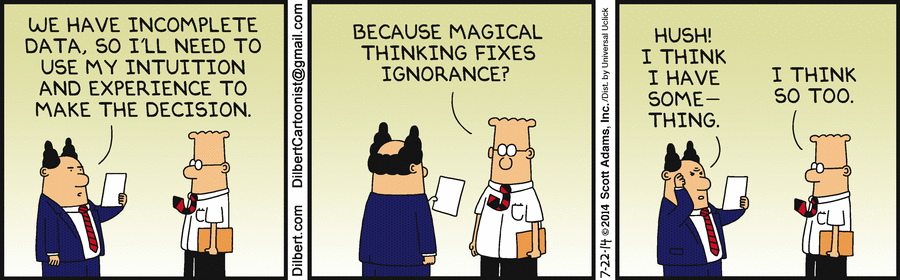 WE HAVE INCOMPLETE
DATA, SO I'LL NEED TO
USE MY INTUITION
AND EXPERIENCE TO
MAKE THE DECISION.
Dilbert.com DilbertCartoonist@gmail.com
BECAUSE MAGICAL
THINKING FIXES
IGNORANCE?
7-22-14 ©2014 Scott Adams, Inc. /Dist. by Universal Uclick
HUSH!
I THINK
I HAVE
SOME-
THING.
I THINK
SO TOO.